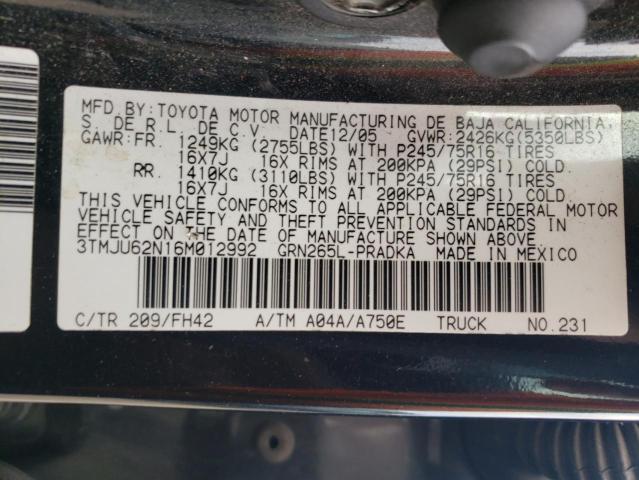 MFD. BY: TOYOTA MOTOR MANUFACTURING DE BAJA CALIFORNIA,
S. DE R.L. DE C.V. DATE12/05 GVWR:2426KG(5350LBS)
GAWR:FR. 1249KG (2755LBS) WITH P245/75R16 TIRES
16X7J 16X RIMS AT 200KPA (29PSI) COLD.
RR. 1410KG (3110LBS) WITH P245/75R16 TIRES
16X7J 16X RIMS AT 200KPA (29PSI) COLD.
THIS VEHICLE CONFORMS TO ALL APPLICABLE FEDERAL MOTOR
VEHICLE SAFETY AND THEFT PREVENTION STANDARDS IN
EFFECT ON THE DATE OF MANUFACTURE SHOWN ABOVE.
3TMJU62N16M012992 GRN265L-PRADKA MADE IN MEXICO
C/TR 209/FH42 A/TM A04A/A750E TRUCK NO.231